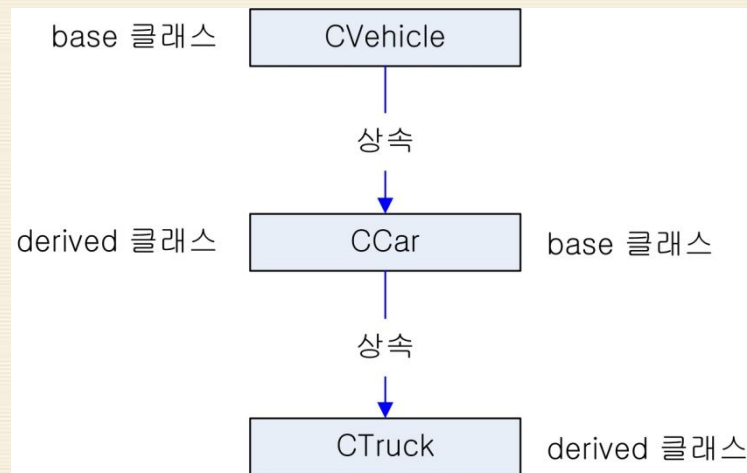 base 클래스 CVehicle
상속
derived 클래스 CCar base 클래스
상속
CTruck derived 클래스